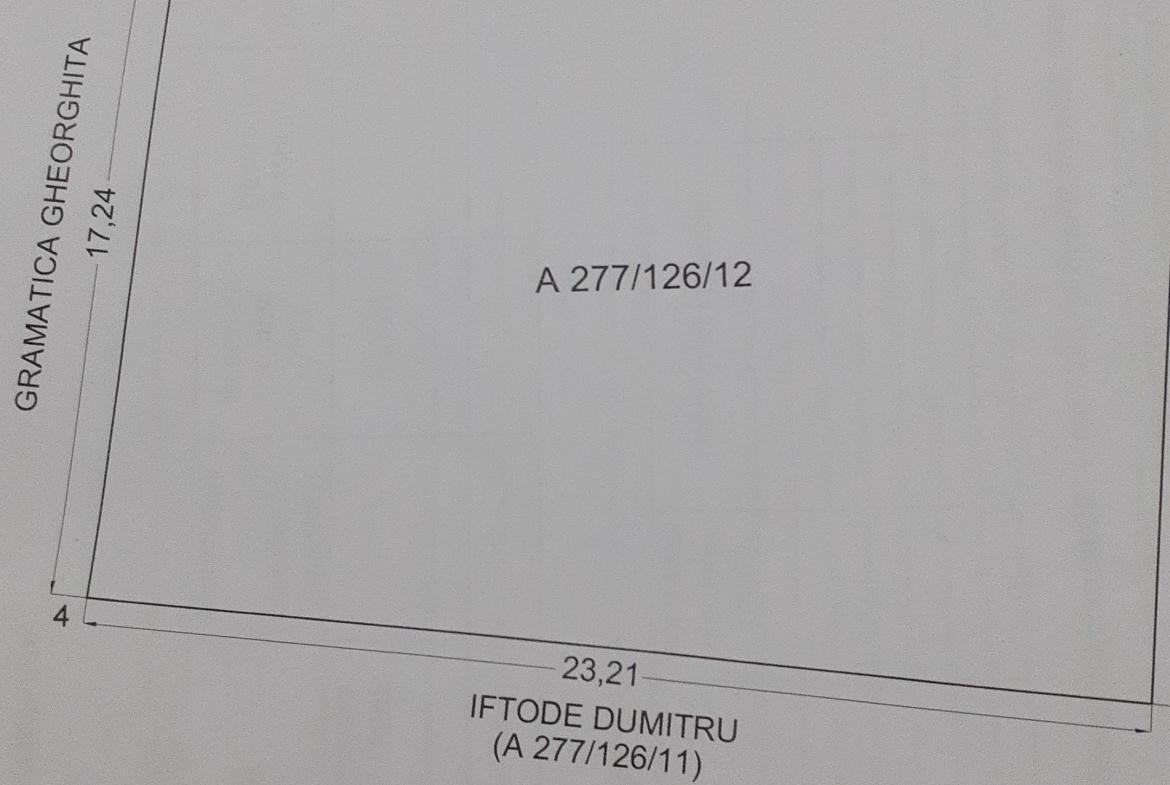 GRAMATICA GHEORGHITA
17,24
A 277/126/12
4
23,21
IFTODE DUMITRU
(A 277/126/11)